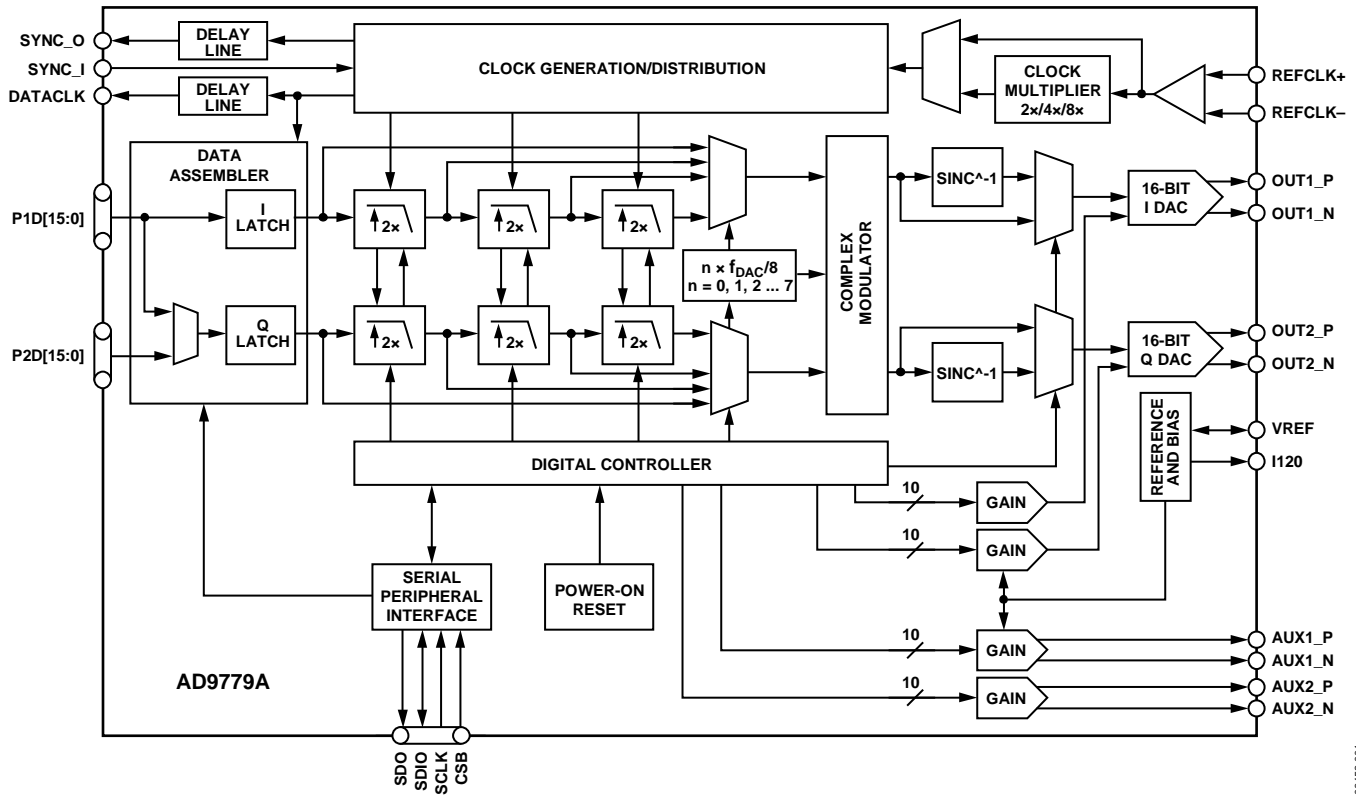 SYNC_O
SYNC_I
DATACLK
DELAY
LINE
DELAY
LINE
CLOCK GENERATION/DISTRIBUTION
CLOCK
MULTIPLIER
2×/4×/8×
REFCLK+
REFCLK–
DATA
ASSEMBLER
P1D[15:0]
I
LATCH
2×
2×
2×
n × fDAC/8
n = 0, 1, 2 ... 7
COMPLEX
MODULATOR
SINC^-1
16-BIT
I DAC
OUT1_P
OUT1_N
P2D[15:0]
Q
LATCH
2×
2×
2×
SINC^-1
16-BIT
Q DAC
OUT2_P
OUT2_N
REFERENCE
AND BIAS
VREF
I120
DIGITAL CONTROLLER
10
GAIN
10
GAIN
SERIAL
PERIPHERAL
INTERFACE
POWER-ON
RESET
10
GAIN
AUX1_P
AUX1_N
10
GAIN
AUX2_P
AUX2_N
AD9779A
SDO
SDIO
SCLK
CSB